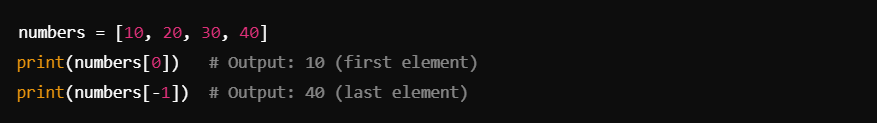 numbers = [10, 20, 30, 40]
print(numbers[0])   # Output: 10 (first element)
print(numbers[-1])  # Output: 40 (last element)